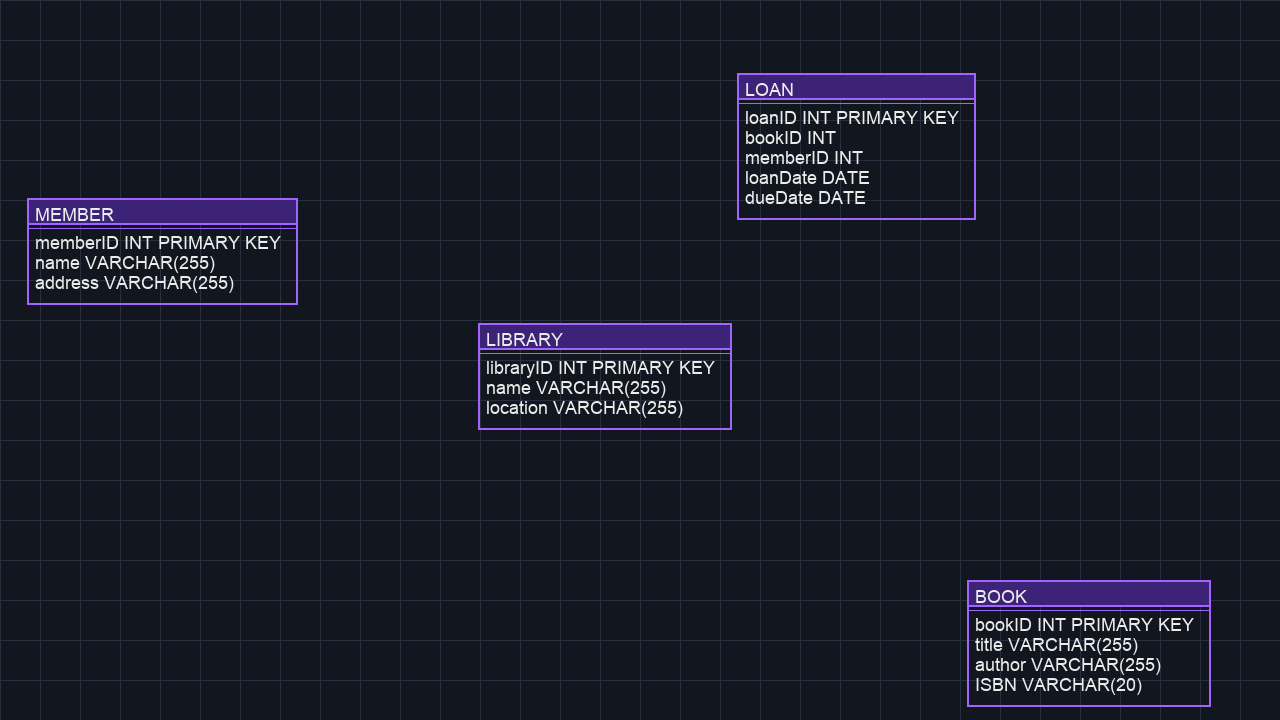 LOAN
loanID INT PRIMARY KEY
bookID INT
memberID INT
loanDate DATE
dueDate DATE
MEMBER
memberID INT PRIMARY KEY
name VARCHAR(255)
address VARCHAR(255)
LIBRARY
libraryID INT PRIMARY KEY
name VARCHAR(255)
location VARCHAR(255)
BOOK
bookID INT PRIMARY KEY
title VARCHAR(255)
author VARCHAR(255)
ISBN VARCHAR(20)